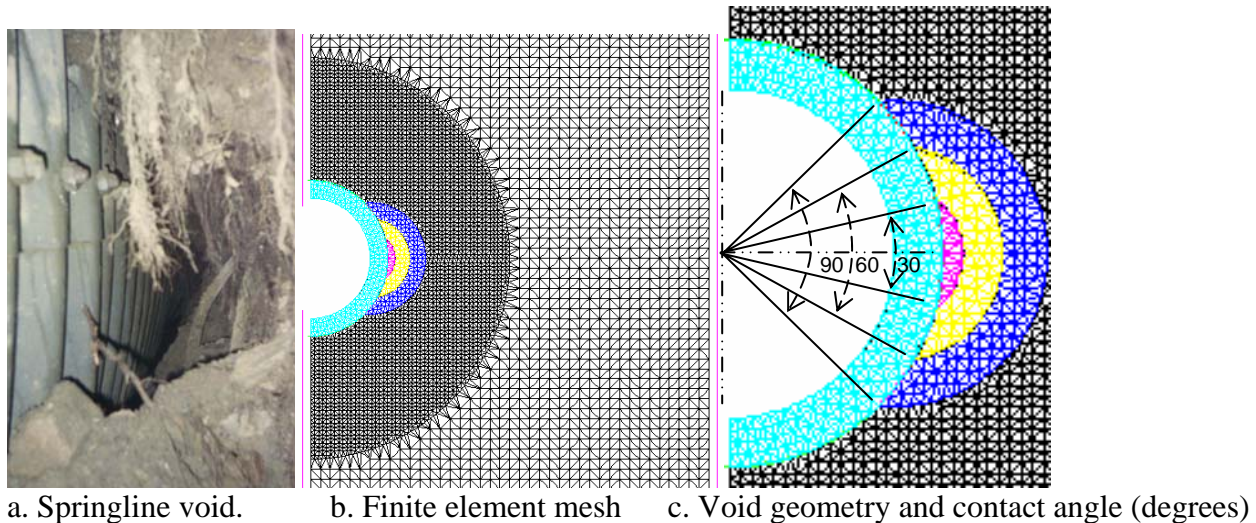 90 60 30
a. Springline void. b. Finite element mesh c. Void geometry and contact angle (degrees)